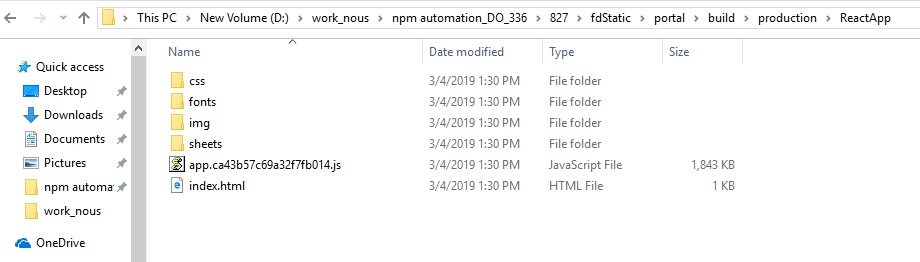 This PC > New Volume (D:) > work_nous > npm automation_DO_336 > 827 > fdStatic > portal > build > production > ReactApp
Name Date modified Type Size
Quick access
Desktop
Downloads
Documents
Pictures
npm automat
work_nous
OneDrive
css 3/4/2019 1:30 PM File folder
fonts 3/4/2019 1:30 PM File folder
img 3/4/2019 1:30 PM File folder
sheets 3/4/2019 1:30 PM File folder
app.ca43b57c69a32f7fb014.js 3/4/2019 1:30 PM JavaScript File 1,843 KB
index.html 3/4/2019 1:30 PM HTML File 1 KB